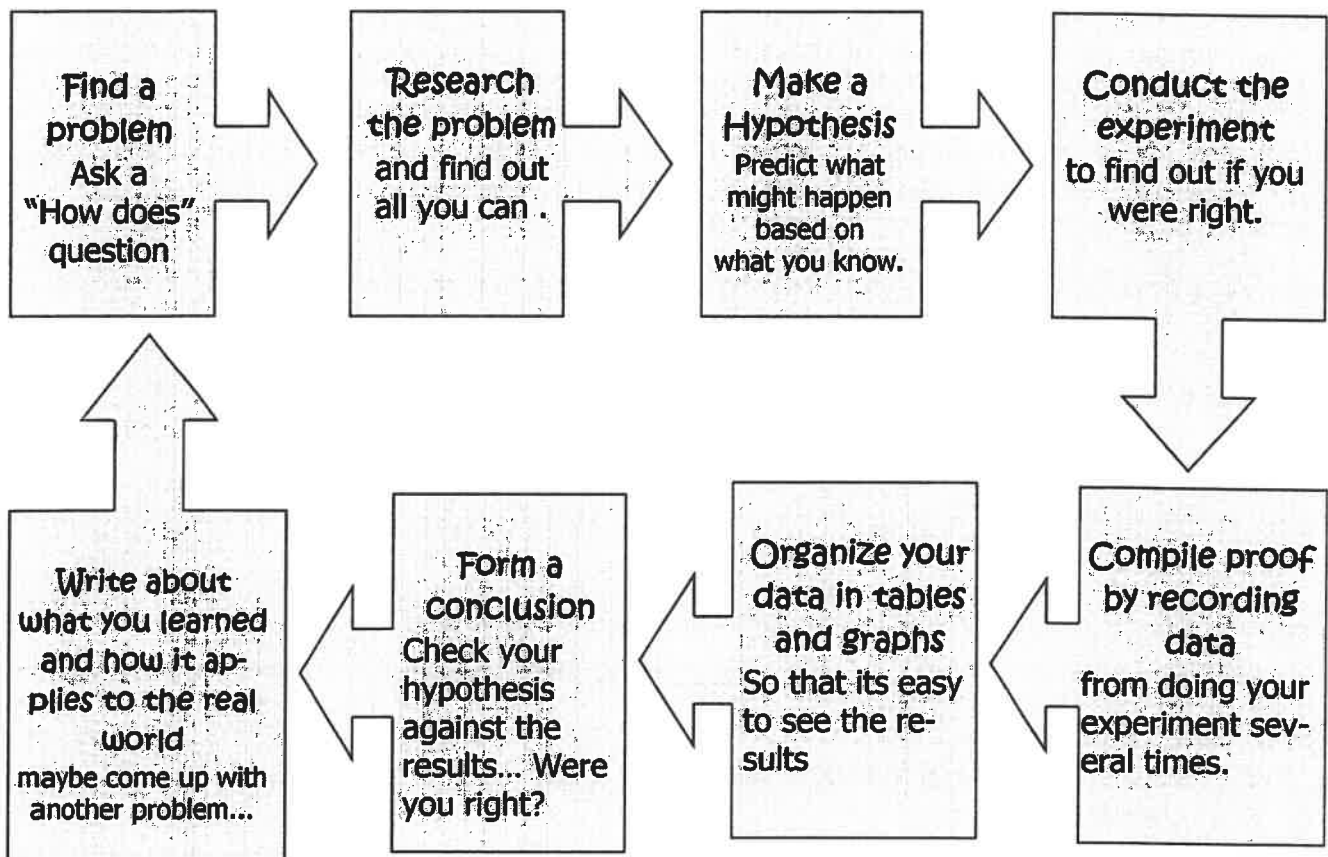 Find a
problem
Ask a
“How does”
question
Research
the problem
and find out
all you can .
Make a
Hypothesis
Predict what
might happen
based on
what you know.
Conduct the
experiment
to find out if you
were right.
Compile proof
by recording
data
from doing your
experiment sev-
eral times.
Organize your
data in tables
and graphs
So that its easy
to see the re-
sults
Form a
conclusion
Check your
hypothesis
against the
results... Were
you right?
Write about
what you learned
and how it ap-
plies to the real
world
maybe come up with
another problem...